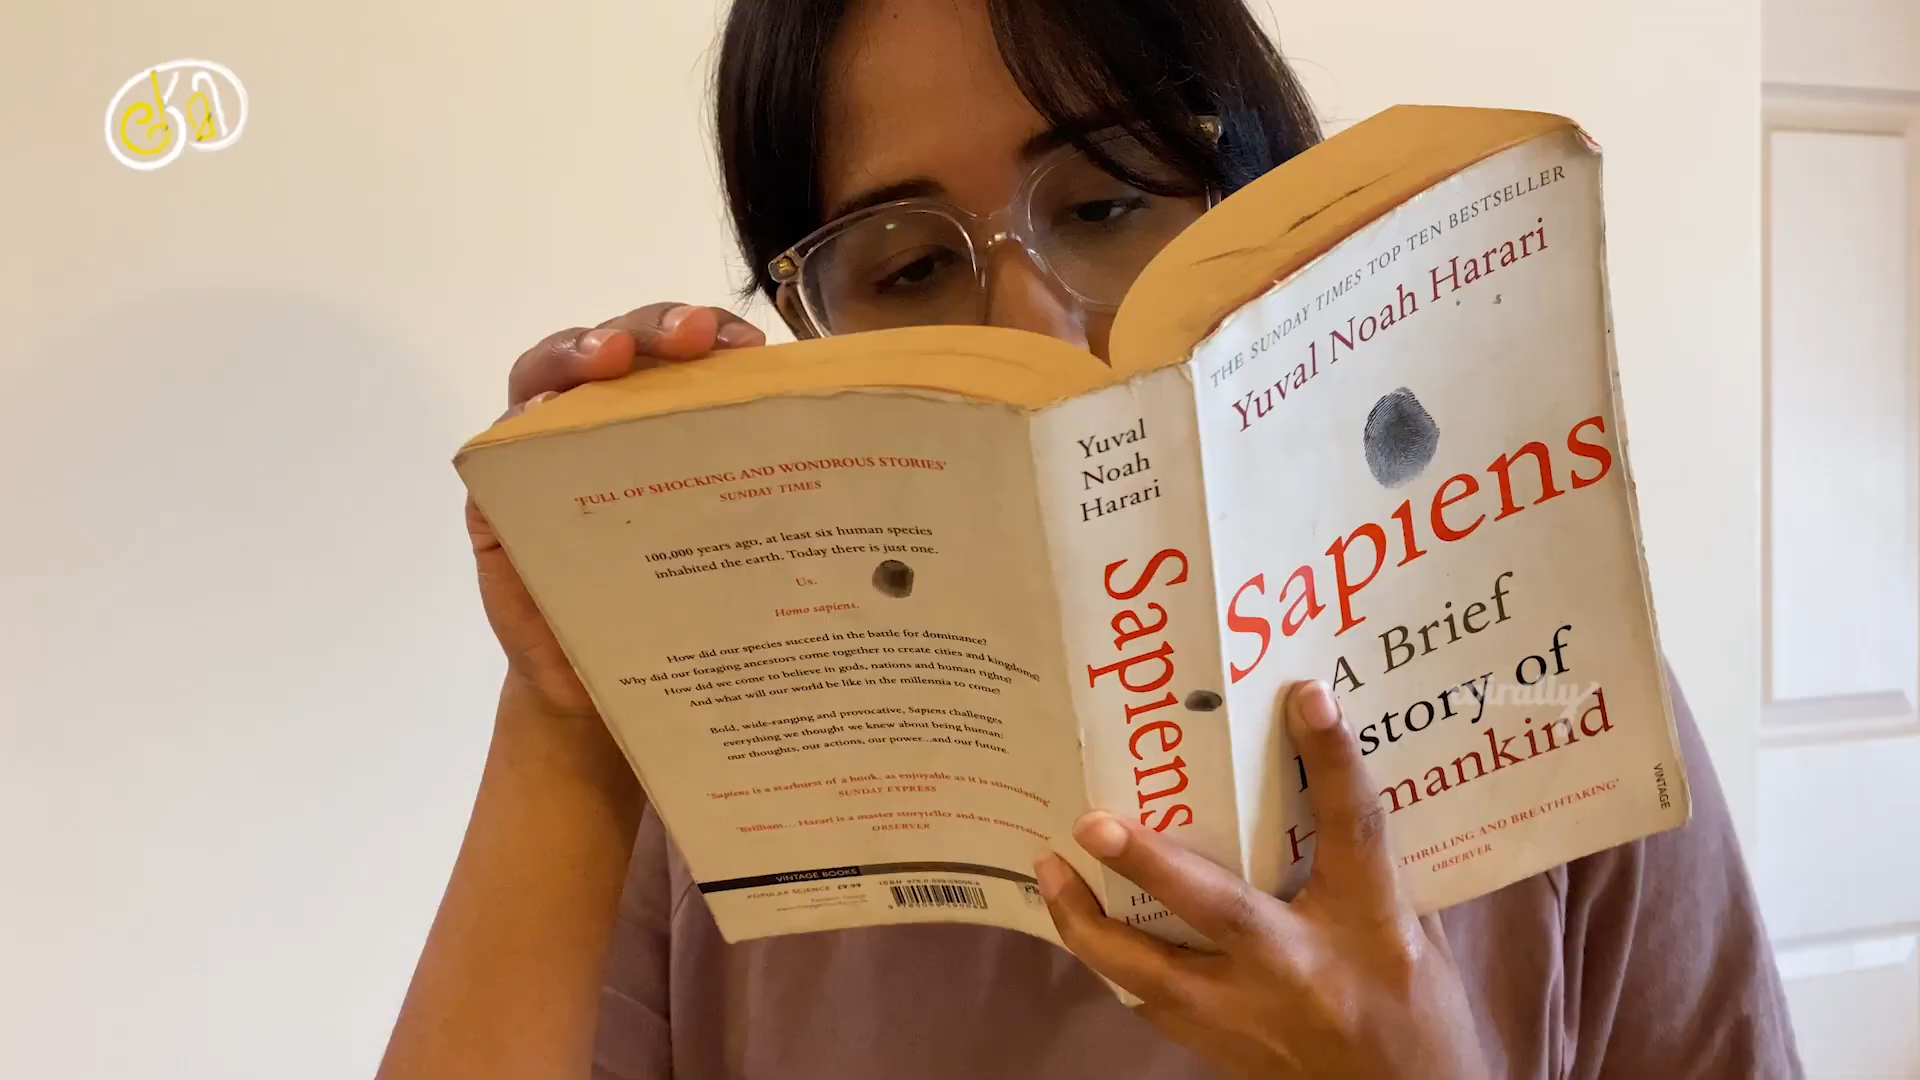 'FULL OF SHOCKING AND WONDROUS STORIES'
SUNDAY TIMES
100,000 years ago, at least six human species
inhabited the earth. Today there is just one.
Us.
Homo sapiens.
How did our species succeed in the battle for dominance?
Why did our foraging ancestors come together to create cities and kingdoms?
How did we come to believe in gods, nations and human rights?
And what will our world be like in the millennia to come?
Bold, wide-ranging and provocative, Sapiens challenges
everything we thought we knew about being human:
our thoughts, our actions, our power...and our future.
'Sapiens is a starburst of a book, as enjoyable as it is stimulating'
SUNDAY EXPRESS
'Brilliant... Harari is a master storyteller and an entertainer'
OBSERVER
VINTAGE BOOKS
POPULAR SCIENCE £9.99
Yuval
Noah
Harari
Sapiens
THE SUNDAY TIMES TOP TEN BESTSELLER
Yuval Noah Harari
Sapiens
A Brief
story of
mankind
THRILLING AND BREATHTAKING'
OBSERVER
VINTAGE